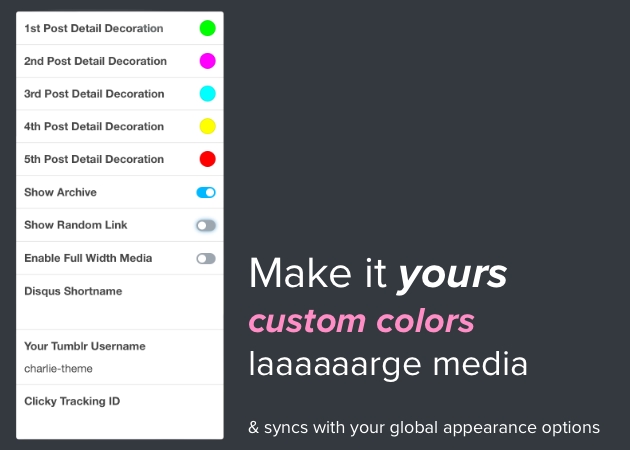 1st Post Detail Decoration
2nd Post Detail Decoration
3rd Post Detail Decoration
4th Post Detail Decoration
5th Post Detail Decoration
Show Archive
Show Random Link
Enable Full Width Media
Disqus Shortname
Your Tumblr Username
charlie-theme
Clicky Tracking ID
Make it yours
custom colors
laaaaaarge media
& syncs with your global appearance options